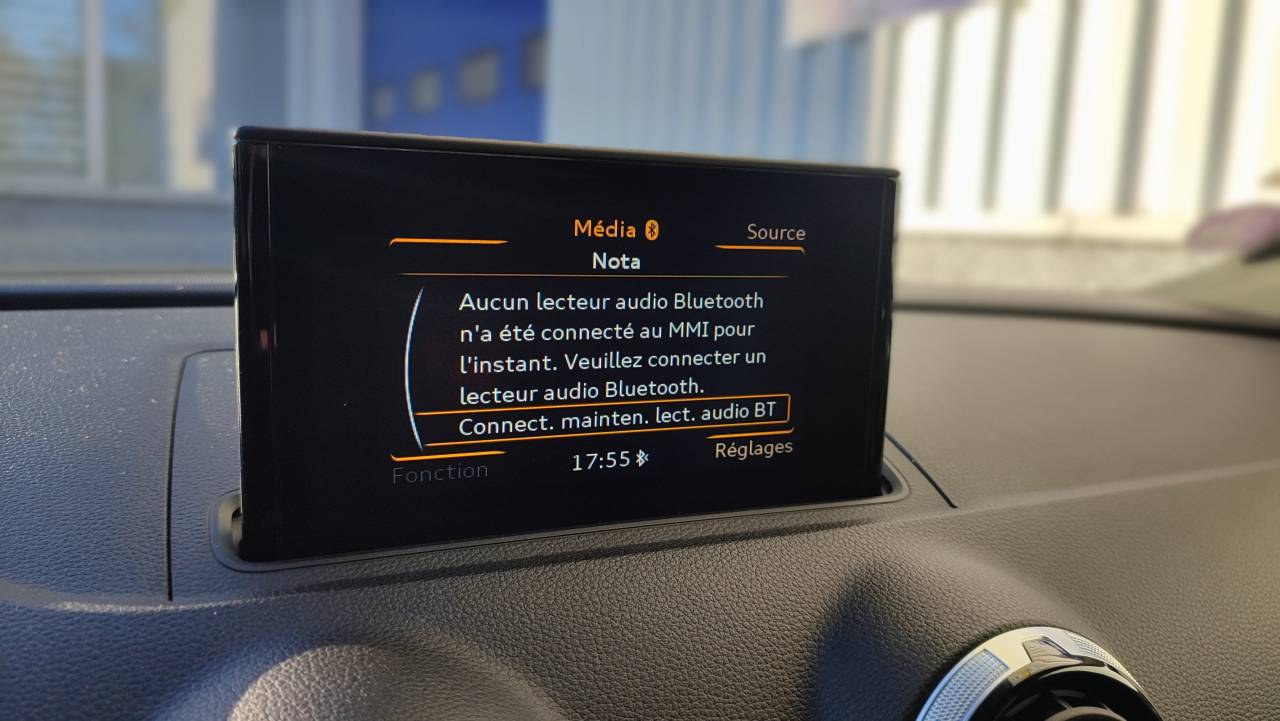 Média
Source
Nota
Aucun lecteur audio Bluetooth
n'a été connecté au MMI pour
l'instant. Veuillez connecter un
lecteur audio Bluetooth.
Connect. mainten. lect. audio BT
Fonction
17:55
Réglages